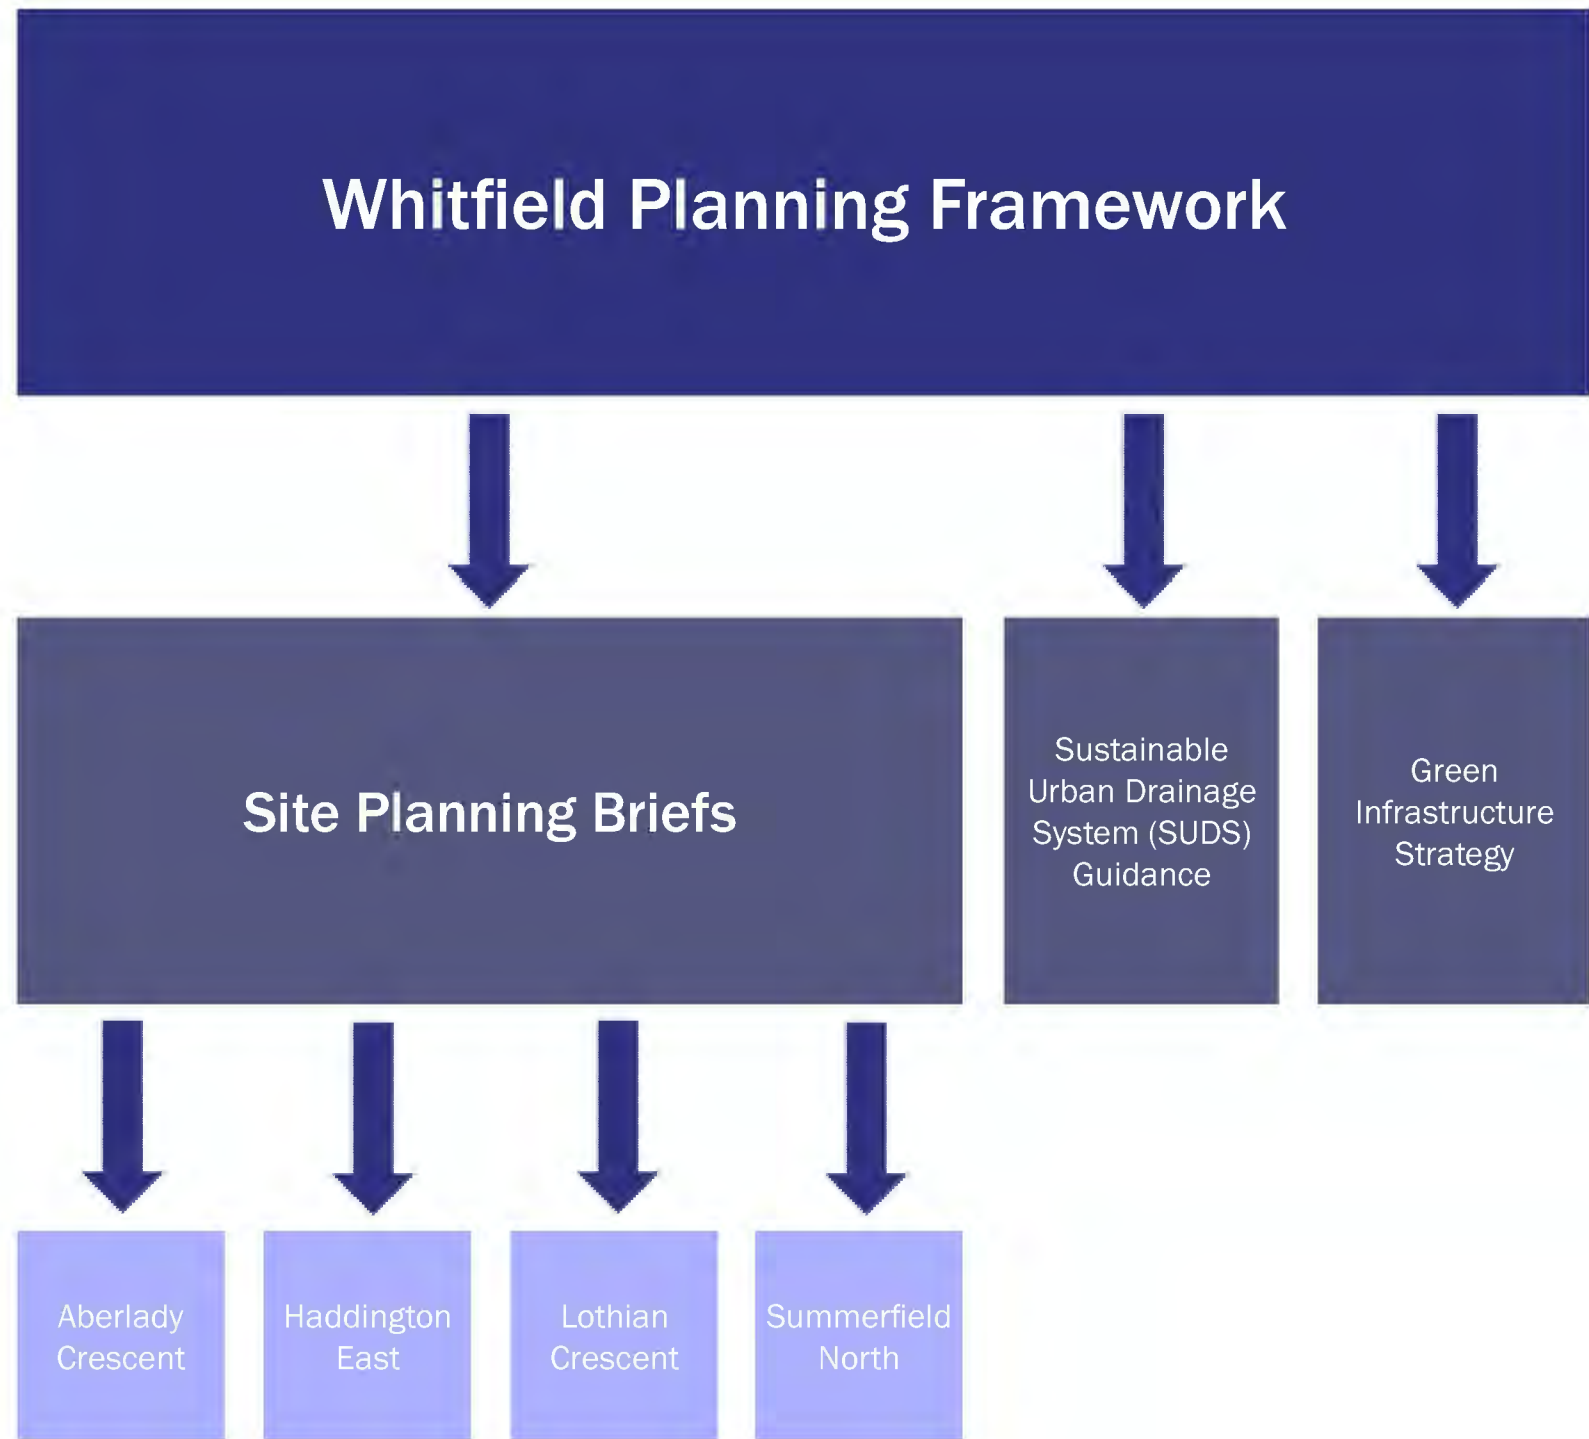 Whitfield Planning Framework
Site Planning Briefs
Sustainable
Urban Drainage
System (SUDS)
Guidance
Green
Infrastructure
Strategy
Aberlady
Crescent
Haddington
East
Lothian
Crescent
Summerfield
North